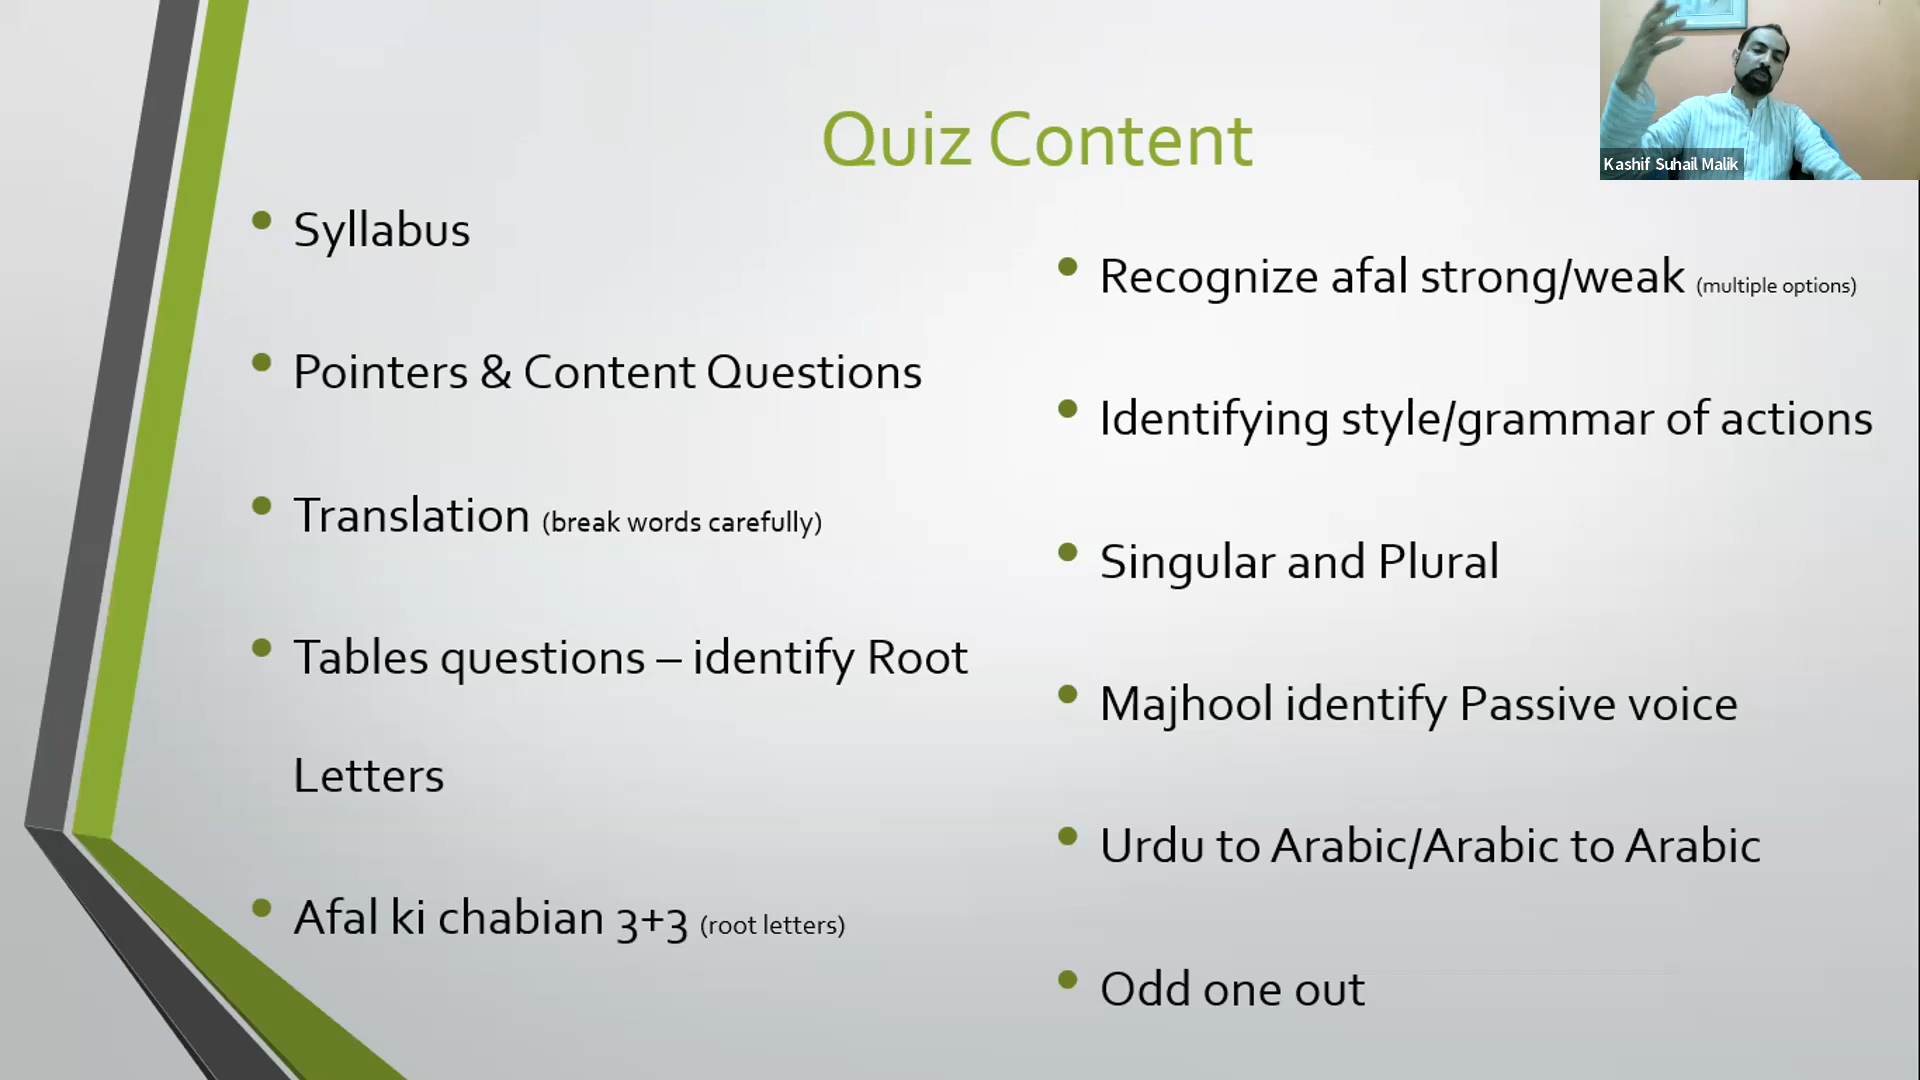 Quiz Content
Kashif Suhail Malik
Syllabus
Pointers & Content Questions
Translation (break words carefully)
Tables questions – identify Root
Letters
Afal ki chabian 3+3 (root letters)
Recognize afal strong/weak (multiple options)
Identifying style/grammar of actions
Singular and Plural
Majhool identify Passive voice
Urdu to Arabic/Arabic to Arabic
Odd one out